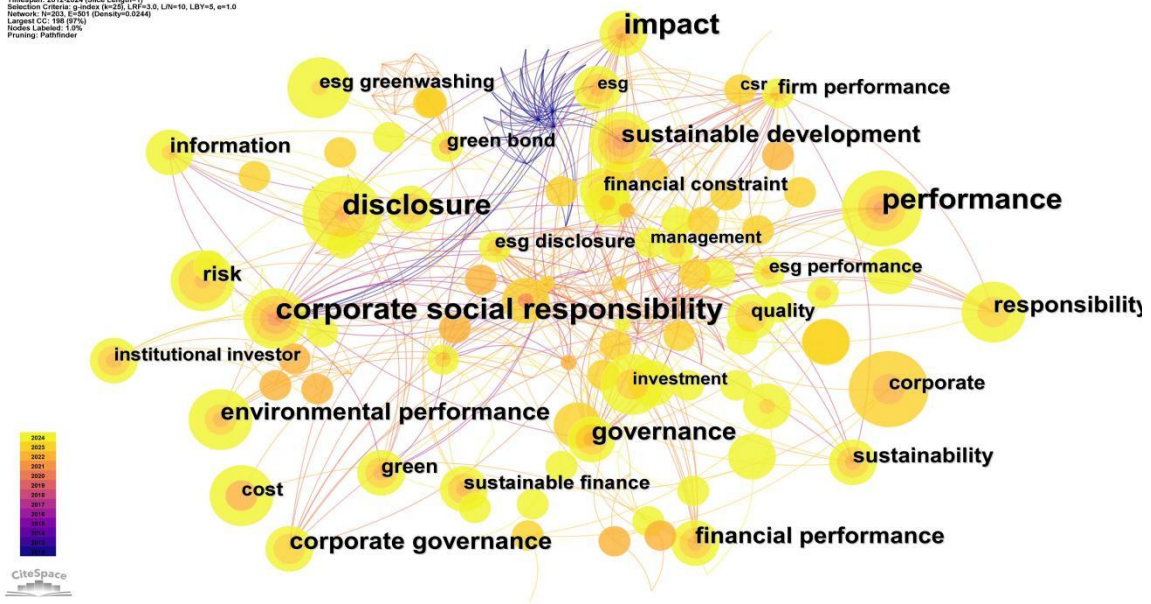 Selection Criteria: g-index (k=25), LRF=3.0, L/N=10, LBY=5, e=1.0
Network: N=203, E=501 (Density=0.0244)
Largest CC: 198 (97%)
Nodes Labeled: 1.0%
Pruning: Pathfinder
impact
esg greenwashing
esg
csr
firm performance
information
green bond
sustainable development
financial constraint
disclosure
performance
esg disclosure
management
risk
esg performance
corporate social responsibility
quality
responsibility
institutional investor
investment
corporate
environmental performance
governance
green
sustainability
cost
sustainable finance
corporate governance
financial performance
2024
2023
2022
2021
2020
2019
2018
2017
2016
2015
2014
CiteSpace